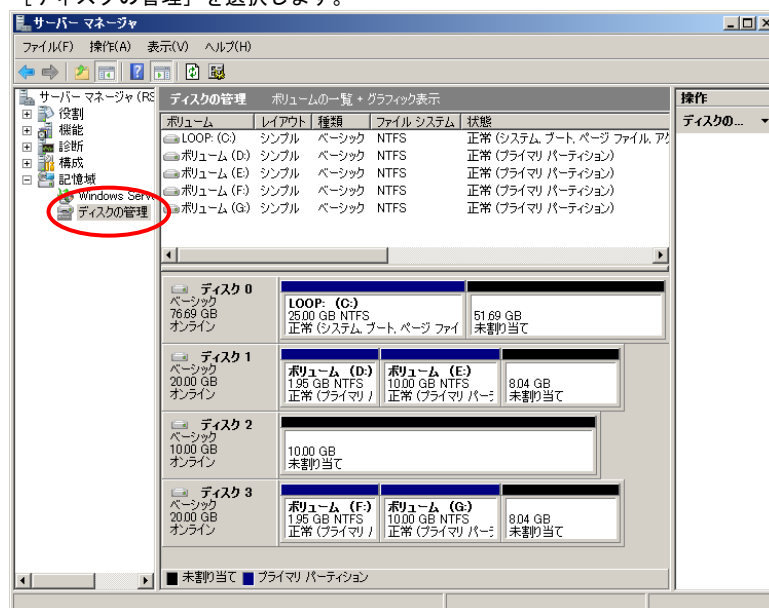 [ディスクの管理] を選択します。
サーバー マネージャ
ファイル(F) 操作(A) 表示(V) ヘルプ(H)
サーバー マネージャ (RS
役割
機能
診断
構成
記憶域
Windows Serv
ディスクの管理
ディスクの管理 ボリュームの一覧 + グラフィック表示
ボリューム レイアウト 種類 ファイル システム 状態
LOOP: (C:) シンプル ベーシック NTFS 正常 (システム, ブート, ページ ファイル, アク
ボリューム (D:) シンプル ベーシック NTFS 正常 (プライマリ パーティション)
ボリューム (E:) シンプル ベーシック NTFS 正常 (プライマリ パーティション)
ボリューム (F:) シンプル ベーシック NTFS 正常 (プライマリ パーティション)
ボリューム (G:) シンプル ベーシック NTFS 正常 (プライマリ パーティション)
ディスク 0
ベーシック
76.69 GB
オンライン
LOOP: (C:)
25.00 GB NTFS
正常 (システム, ブート, ページ ファイ
51.69 GB
未割り当て
ディスク 1
ベーシック
20.00 GB
オンライン
ボリューム (D:)
1.95 GB NTFS
正常 (プライマリ /
ボリューム (E:)
10.00 GB NTFS
正常 (プライマリ パーテ
8.04 GB
未割り当て
ディスク 2
ベーシック
10.00 GB
オンライン
10.00 GB
未割り当て
ディスク 3
ベーシック
20.00 GB
オンライン
ボリューム (F:)
1.95 GB NTFS
正常 (プライマリ /
ボリューム (G:)
10.00 GB NTFS
正常 (プライマリ パーテ
8.04 GB
未割り当て
未割り当て プライマリ パーティション
操作
ディスクの...